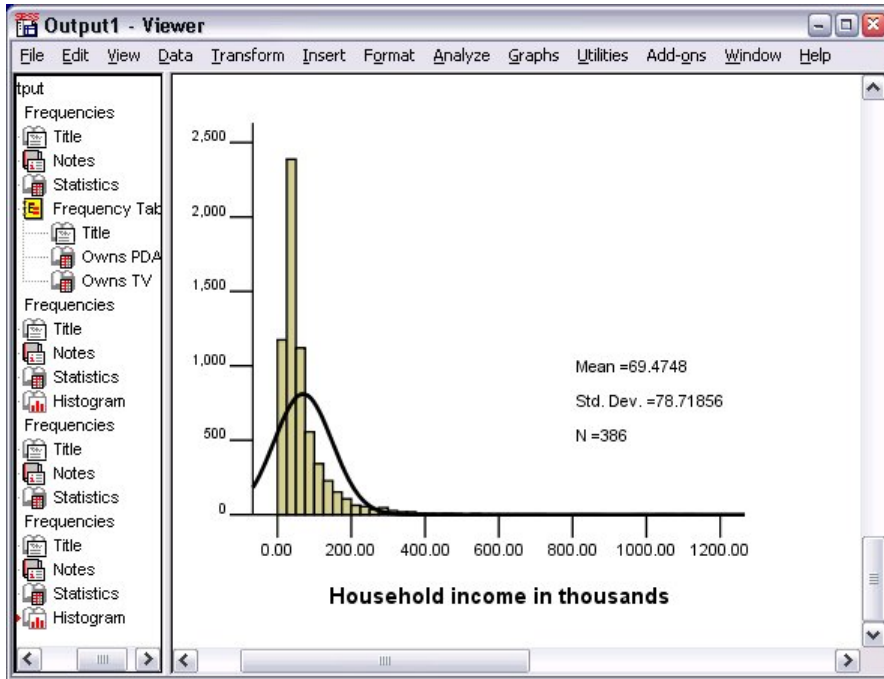 Output1 - Viewer
File Edit View Data Transform Insert Format Analyze Graphs Utilities Add-ons Window Help
tput
Frequencies
Title
Notes
Statistics
Frequency Tab
Title
Owns PDA
Owns TV
Frequencies
Title
Notes
Statistics
Histogram
Frequencies
Title
Notes
Statistics
Frequencies
Title
Notes
Statistics
Histogram
2,500
2,000
1,500
1,000
500
0
Mean =69.4748
Std. Dev. =78.71856
N =386
0.00 200.00 400.00 600.00 800.00 1000.00 1200.00
Household income in thousands